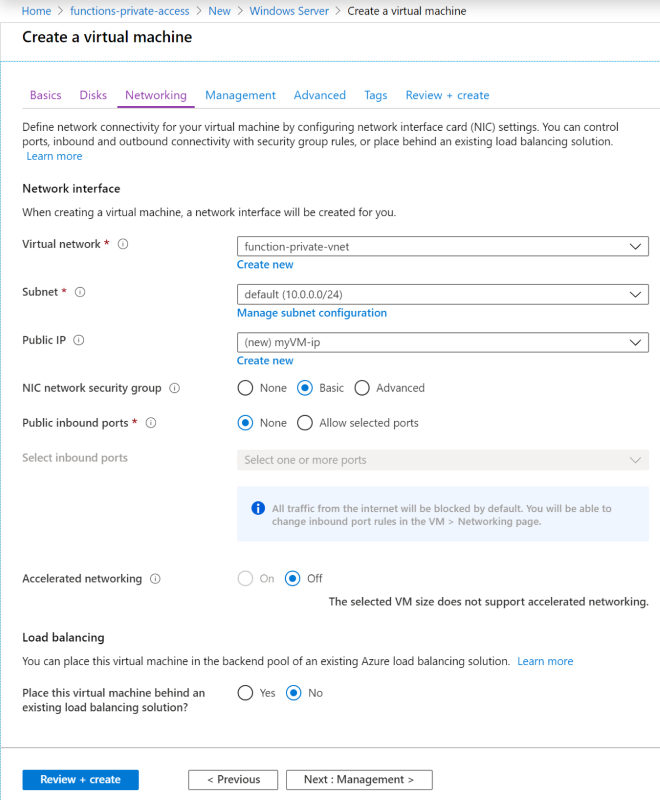 Home > functions-private-access > New > Windows Server > Create a virtual machine
Create a virtual machine
Basics Disks Networking Management Advanced Tags Review + create
Define network connectivity for your virtual machine by configuring network interface card (NIC) settings. You can control
ports, inbound and outbound connectivity with security group rules, or place behind an existing load balancing solution.
Learn more
Network interface
When creating a virtual machine, a network interface will be created for you.
Virtual network *
function-private-vnet
Create new
Subnet *
default (10.0.0.0/24)
Manage subnet configuration
Public IP
(new) myVM-ip
Create new
NIC network security group
None Basic Advanced
Public inbound ports *
None Allow selected ports
Select inbound ports
Select one or more ports
All traffic from the internet will be blocked by default. You will be able to
change inbound port rules in the VM > Networking page.
Accelerated networking
On Off
The selected VM size does not support accelerated networking.
Load balancing
You can place this virtual machine in the backend pool of an existing Azure load balancing solution. Learn more
Place this virtual machine behind an
existing load balancing solution?
Yes No
Review + create
< Previous
Next : Management >